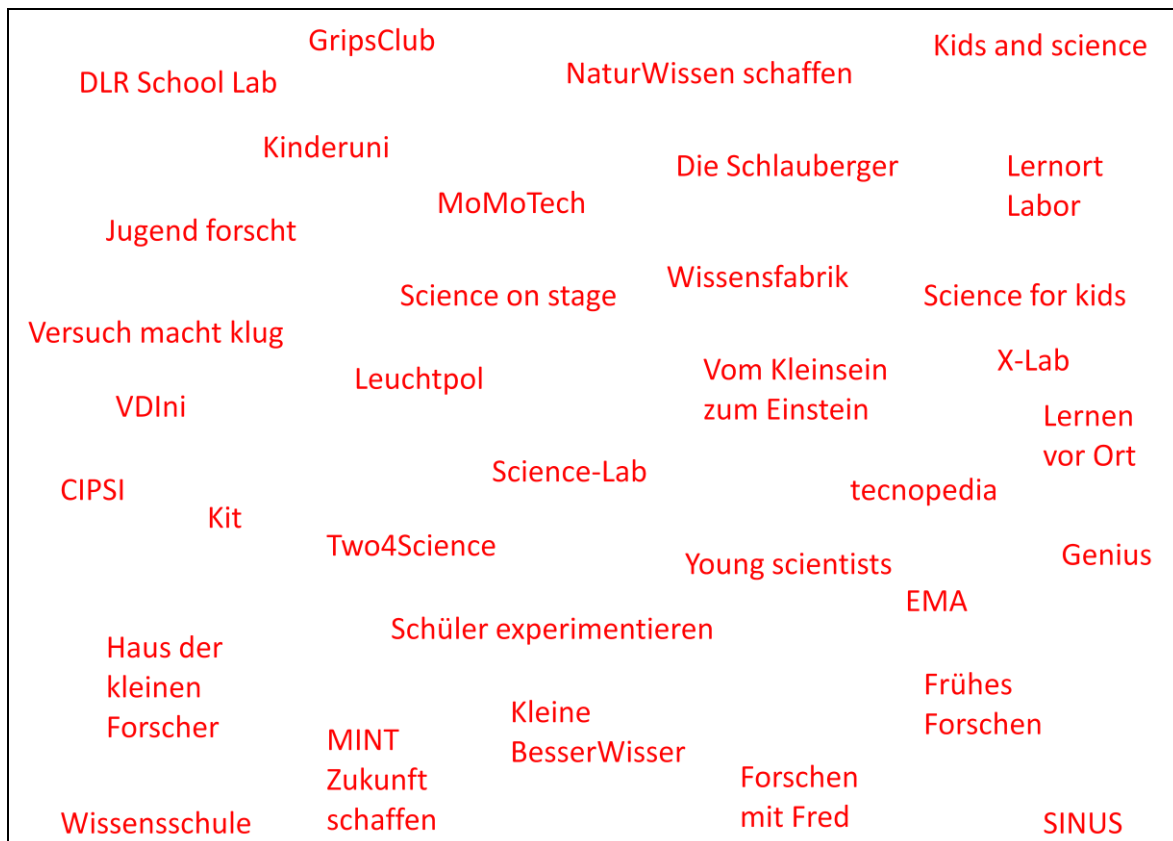 GripsClub
Kids and science
DLR School Lab
NaturWissen schaffen
Kinderuni
Die Schlauberger
Lernort
Labor
MoMoTech
Jugend forscht
Wissensfabrik
Science on stage
Science for kids
Versuch macht klug
Leuchtpol
Vom Kleinsein
zum Einstein
X-Lab
VDIni
Lernen
vor Ort
Science-Lab
CIPSI
tecnopedia
Kit
Two4Science
Young scientists
Genius
EMA
Schüler experimentieren
Haus der
kleinen
Forscher
Frühes
Forschen
Kleine
BesserWisser
MINT
Zukunft
schaffen
Forschen
mit Fred
Wissensschule
SINUS